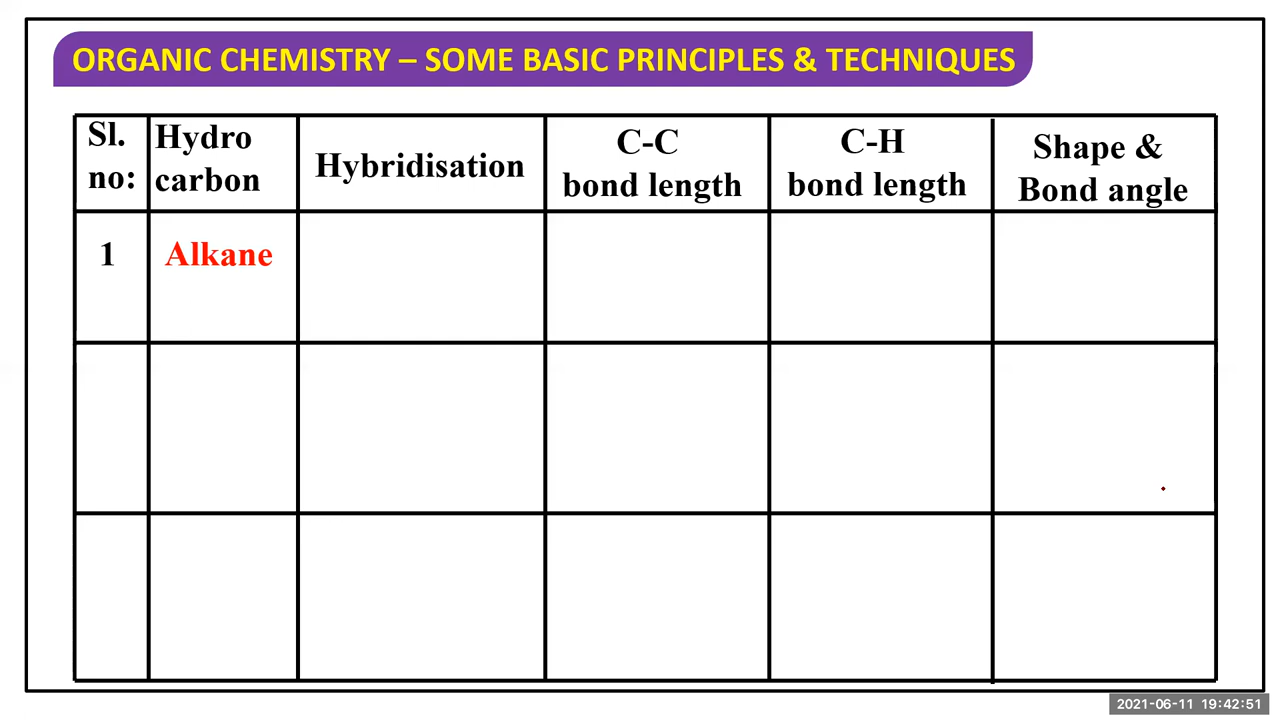 ORGANIC CHEMISTRY – SOME BASIC PRINCIPLES & TECHNIQUES
Sl. no:
Hydro carbon
Hybridisation
C-C bond length
C-H bond length
Shape & Bond angle
1
Alkane
2021-06-11 19:42:51